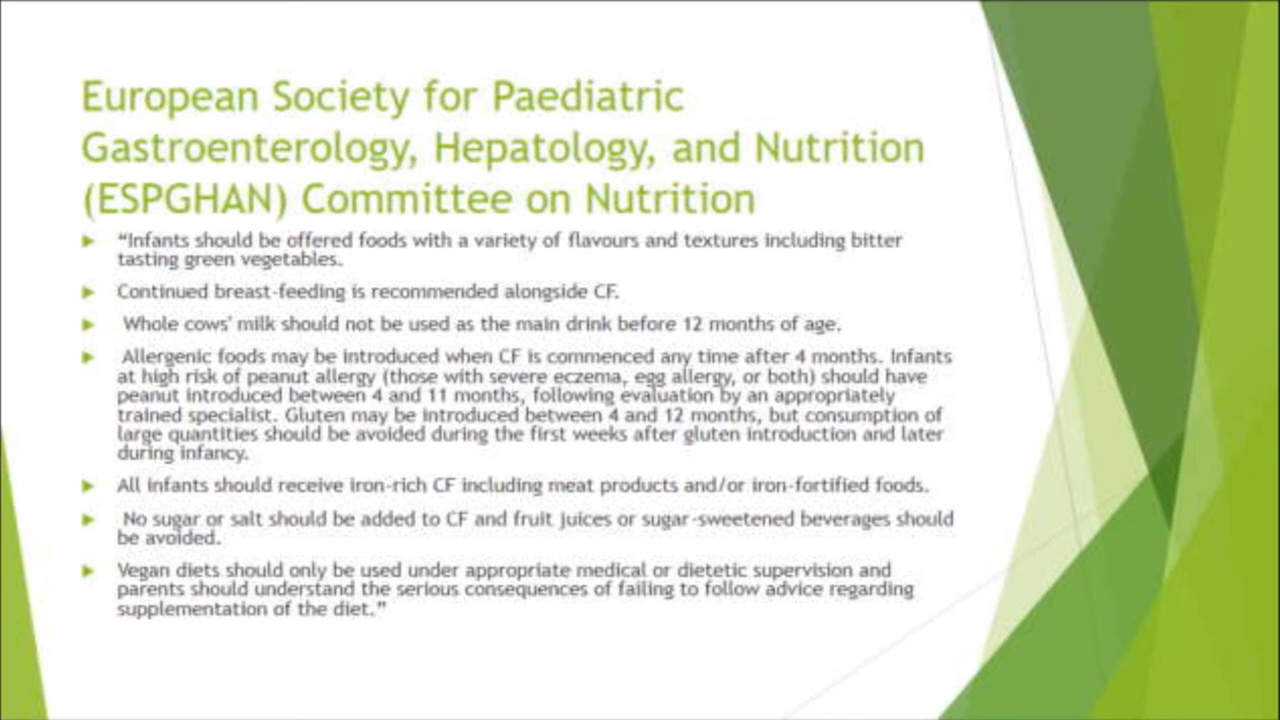 European Society for Paediatric
Gastroenterology, Hepatology, and Nutrition
(ESPGHAN) Committee on Nutrition
“Infants should be offered foods with a variety of flavours and textures including bitter
tasting green vegetables.
Continued breast-feeding is recommended alongside CF.
Whole cows' milk should not be used as the main drink before 12 months of age.
Allergenic foods may be introduced when CF is commenced any time after 4 months. Infants
at high risk of peanut allergy (those with severe eczema, egg allergy, or both) should have
peanut introduced between 4 and 11 months, following evaluation by an appropriately
trained specialist. Gluten may be introduced between 4 and 12 months, but consumption of
large quantities should be avoided during the first weeks after gluten introduction and later
during infancy.
All infants should receive iron-rich CF including meat products and/or iron-fortified foods.
No sugar or salt should be added to CF and fruit juices or sugar-sweetened beverages should
be avoided.
Vegan diets should only be used under appropriate medical or dietetic supervision and
parents should understand the serious consequences of failing to follow advice regarding
supplementation of the diet.”